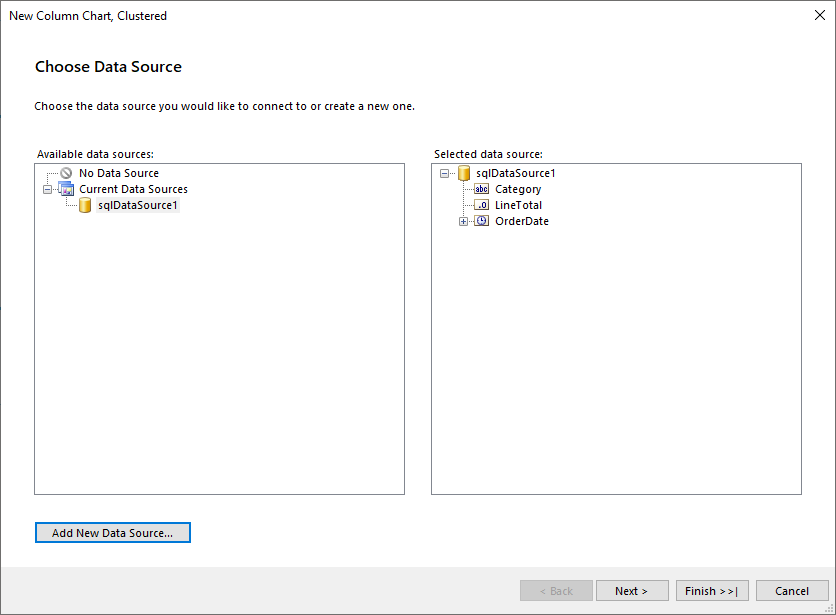 New Column Chart, Clustered
Choose Data Source
Choose the data source you would like to connect to or create a new one.
Available data sources:
No Data Source
Current Data Sources
sqlDataSource1
Selected data source:
sqlDataSource1
abc Category
.0 LineTotal
OrderDate
Add New Data Source...
< Back
Next >
Finish >>|
Cancel